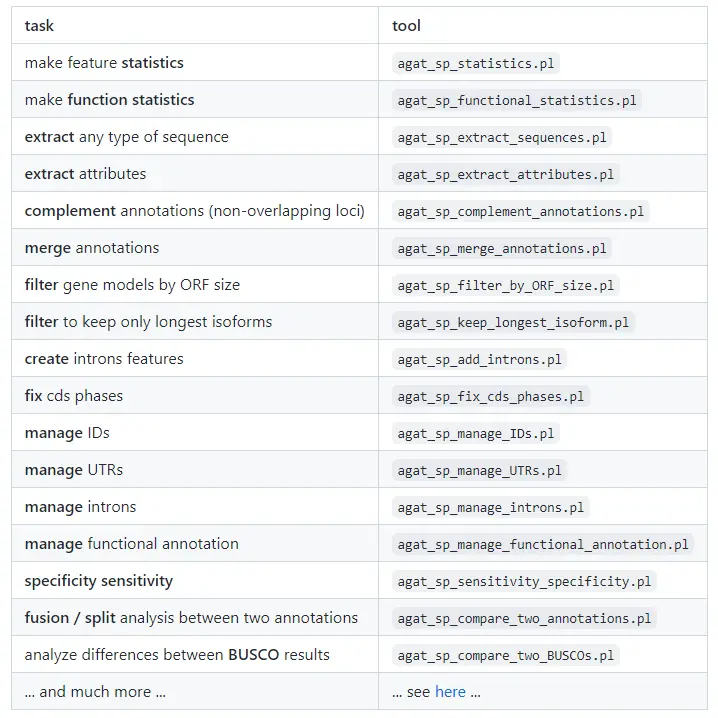 task tool
make feature statistics agat_sp_statistics.pl
make function statistics agat_sp_functional_statistics.pl
extract any type of sequence agat_sp_extract_sequences.pl
extract attributes agat_sp_extract_attributes.pl
complement annotations (non-overlapping loci) agat_sp_complement_annotations.pl
merge annotations agat_sp_merge_annotations.pl
filter gene models by ORF size agat_sp_filter_by_ORF_size.pl
filter to keep only longest isoforms agat_sp_keep_longest_isoform.pl
create introns features agat_sp_add_introns.pl
fix cds phases agat_sp_fix_cds_phases.pl
manage IDs agat_sp_manage_IDs.pl
manage UTRs agat_sp_manage_UTRs.pl
manage introns agat_sp_manage_introns.pl
manage functional annotation agat_sp_manage_functional_annotation.pl
specificity sensitivity agat_sp_sensitivity_specificity.pl
fusion / split analysis between two annotations agat_sp_compare_two_annotations.pl
analyze differences between BUSCO results agat_sp_compare_two_BUSCOs.pl
... and much more ... ... see here ...